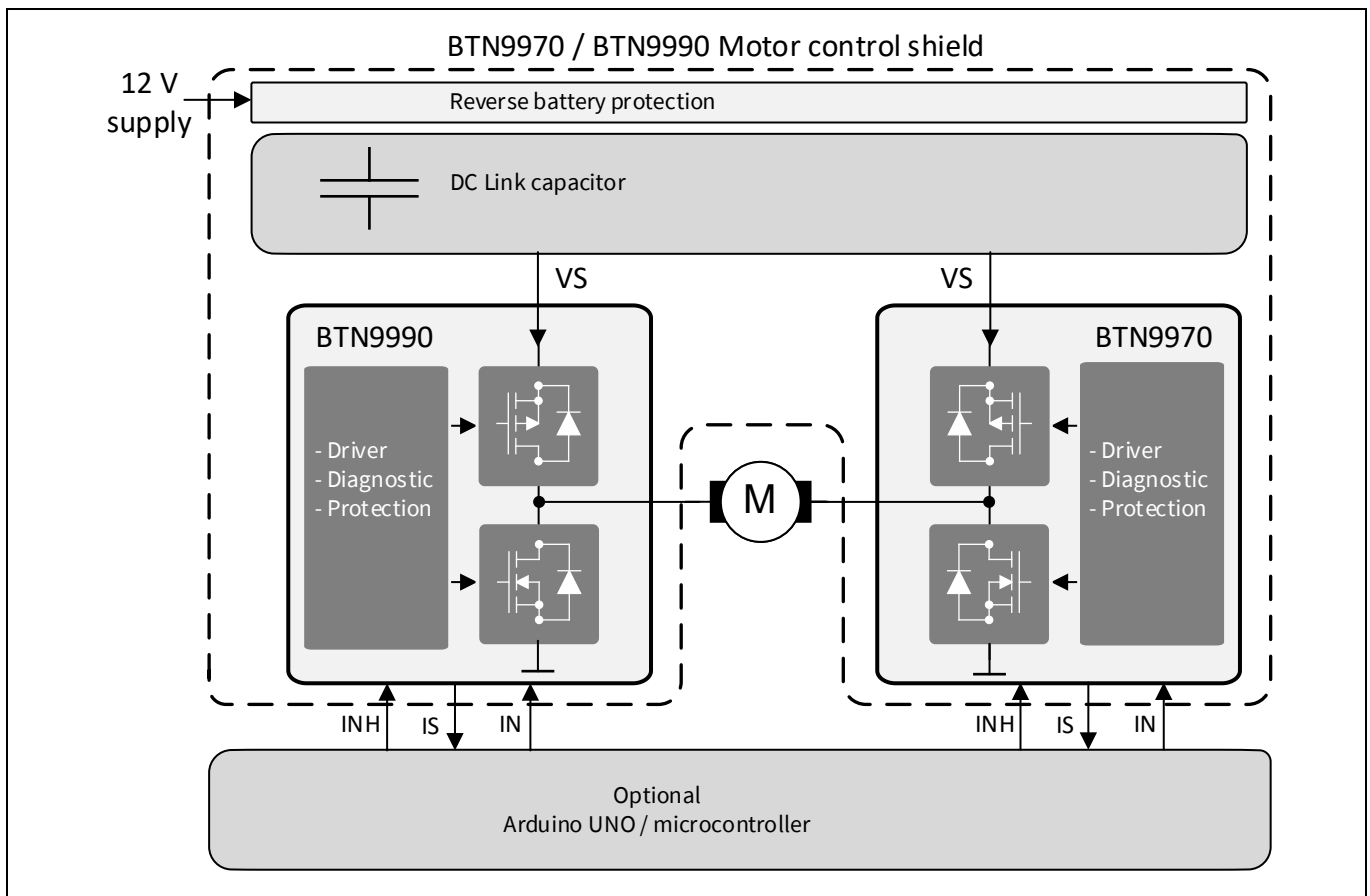 BTN9970 / BTN9990 Motor control shield
12 V
supply
Reverse battery protection
DC Link capacitor
VS
VS
BTN9990
BTN9970
- Driver
- Diagnostic
- Protection
- Driver
- Diagnostic
- Protection
M
INH
IS
IN
INH
IS
IN
Optional
Arduino UNO / microcontroller